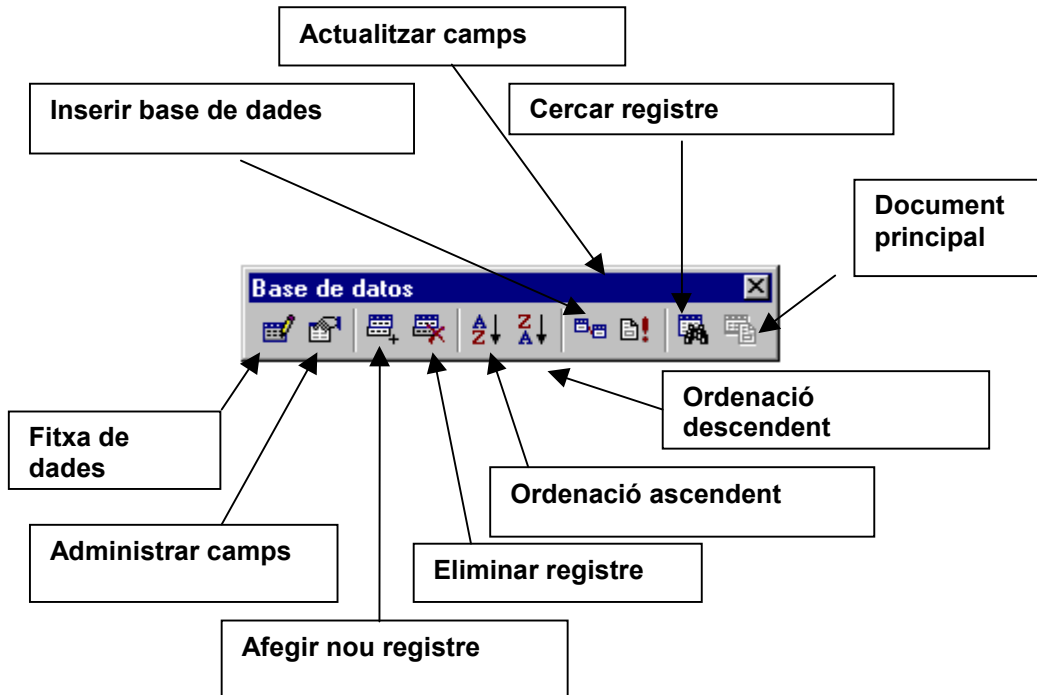 Actualitzar camps
Inserir base de dades
Cercar registre
Document
principal
Base de datos
Ordenació
descendent
Fitxa de
dades
Ordenació ascendent
Administrar camps
Eliminar registre
Afegir nou registre